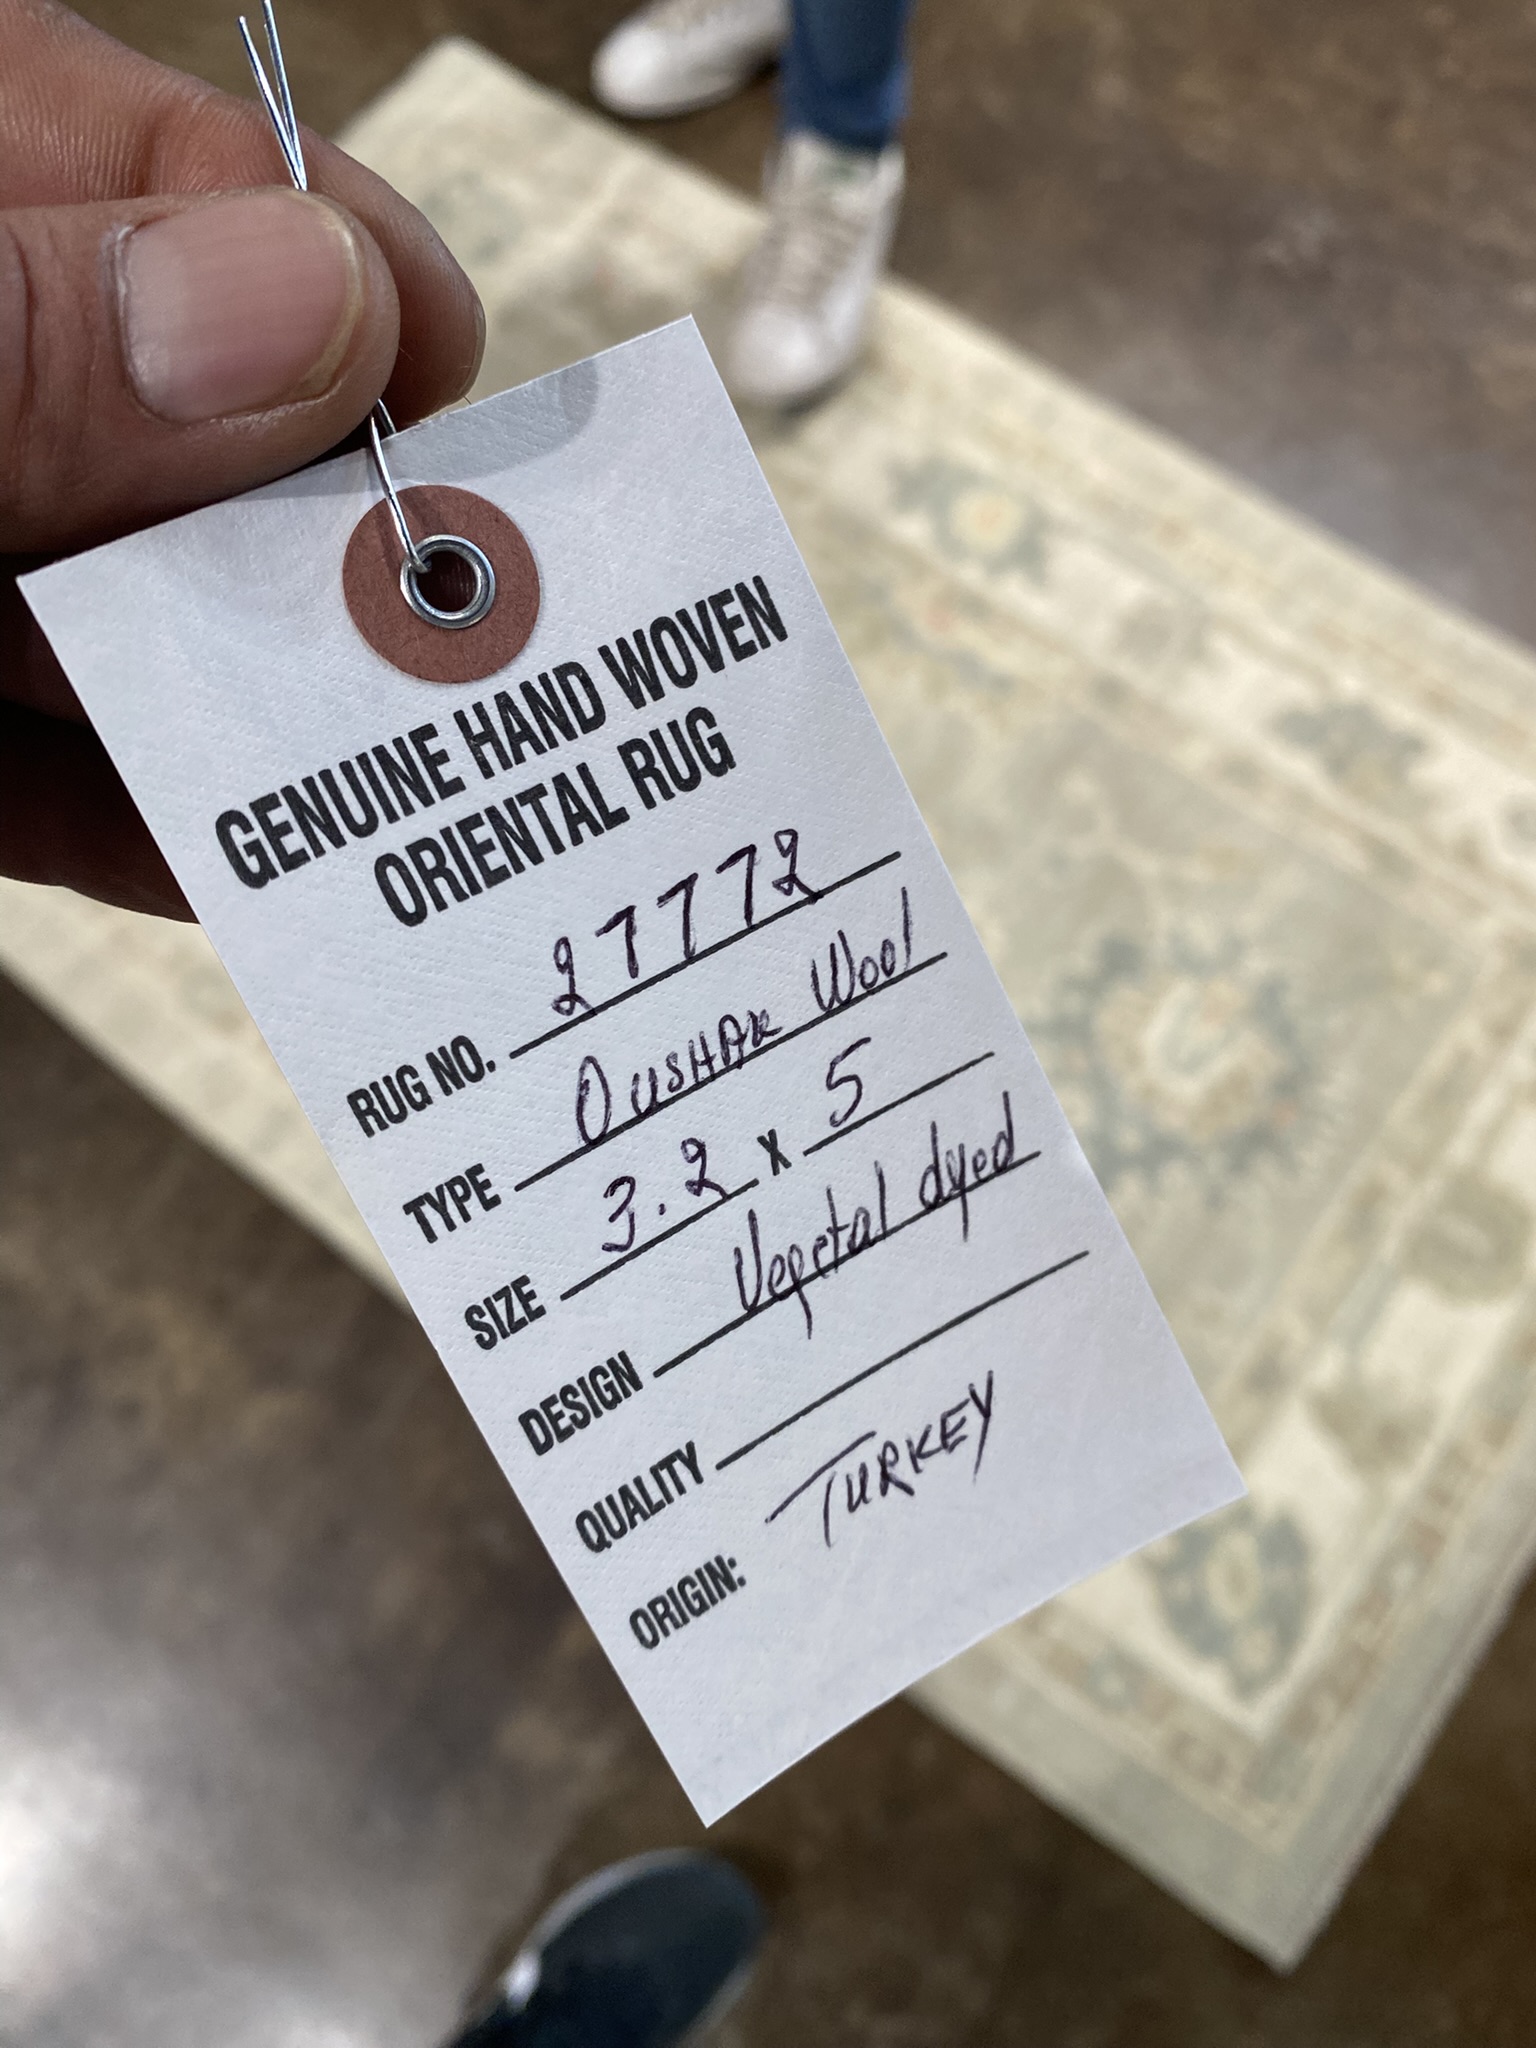 GENUINE HAND WOVEN
ORIENTAL RUG
RUG NO. 27772
TYPE OUSHAK Wool
SIZE 3.2 X 5
DESIGN Vegetal dyed
QUALITY
ORIGIN: TURKEY